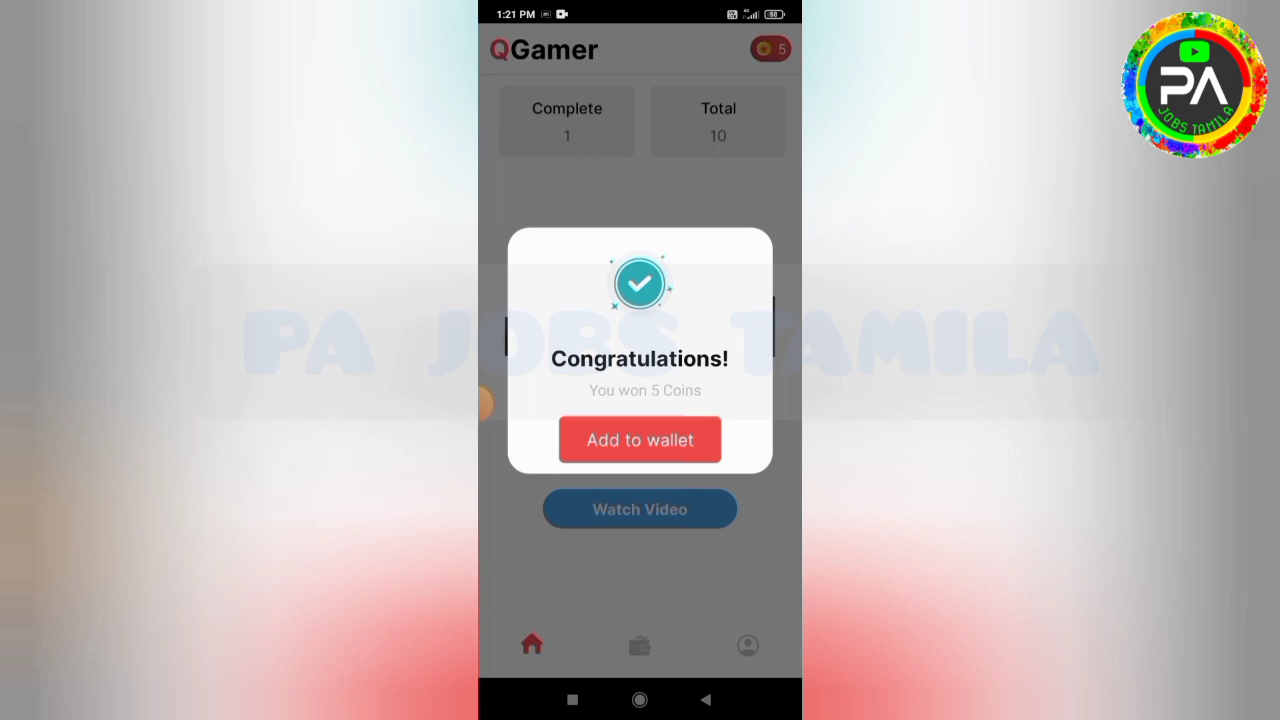 1:21 PM
58
QGamer
5
Complete
Total
1
10
PA JOBS TAMILA
Congratulations!
You won 5 Coins
Add to wallet
Watch Video
PA
JOBS TAMILA